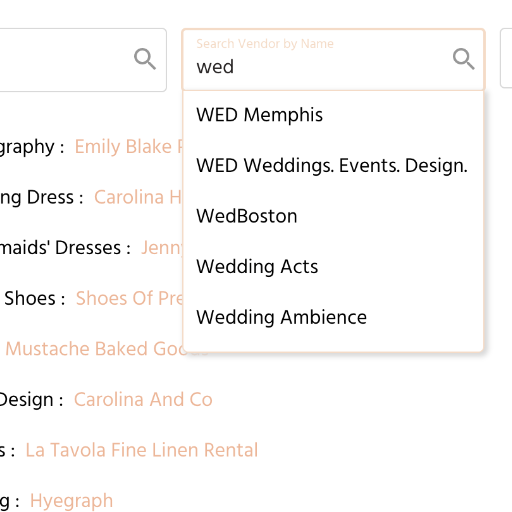 Search Vendor by Name
wed
WED Memphis
WED Weddings. Events. Design.
WedBoston
Wedding Acts
Wedding Ambience
graphy : Emily Blake
ng Dress : Carolina H
maids' Dresses : Jenny
Shoes : Shoes Of Pre
Mustache Baked Goods
Design : Carolina And Co
s : La Tavola Fine Linen Rental
g : Hyegraph